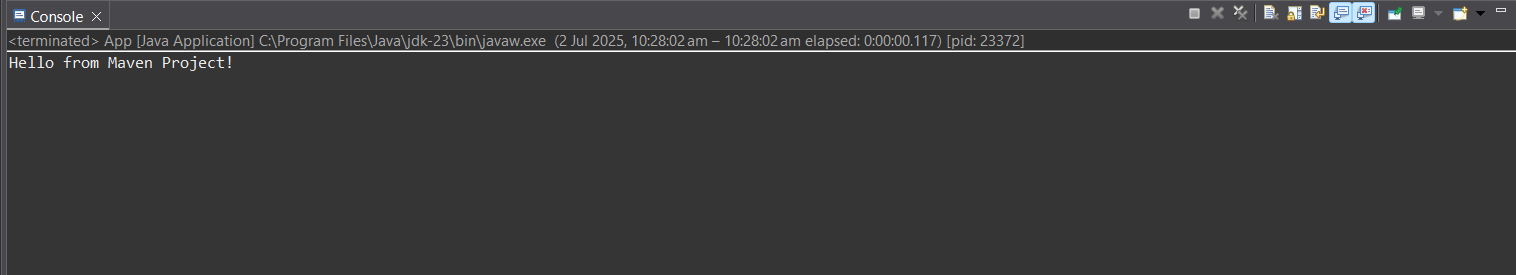 Console
<terminated> App [Java Application] C:\Program Files\Java\jdk-23\bin\javaw.exe (2 Jul 2025, 10:28:02 am – 10:28:02 am elapsed: 0:00:00.117) [pid: 23372]
Hello from Maven Project!